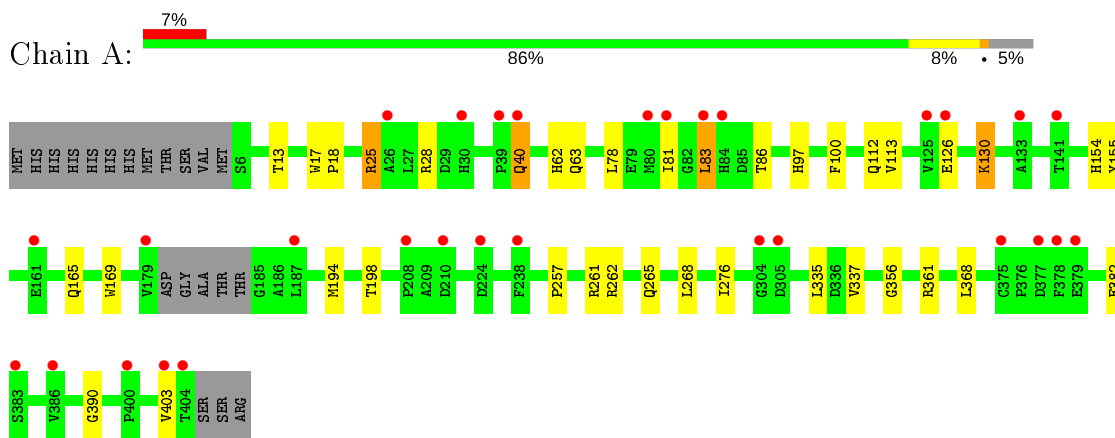 7%
Chain A:
86% 8% • 5%
MET HIS HIS HIS HIS HIS HIS MET THR SER VAL MET S6 T13 W17 P18 R25 A26 L27 R28 D29 H30 P39 Q40 H62 Q63 L78 E79 M80 I81 G82 L83 H84 D85 T86 H97 F100 Q112 V113 V125 E126 K130 A133 T141 H154 Y155
E161 Q165 W169 V179 ASP GLY ALA THR THR G185 A186 L187 M194 T198 P208 A209 D210 D224 F238 P257 R261 R262 Q265 L268 I276 G304 D305 L335 D336 V337 G356 R361 L368 C375 P376 D377 F378 E379
S383 V386 G390 P400 V403 T404 SER SER ARG